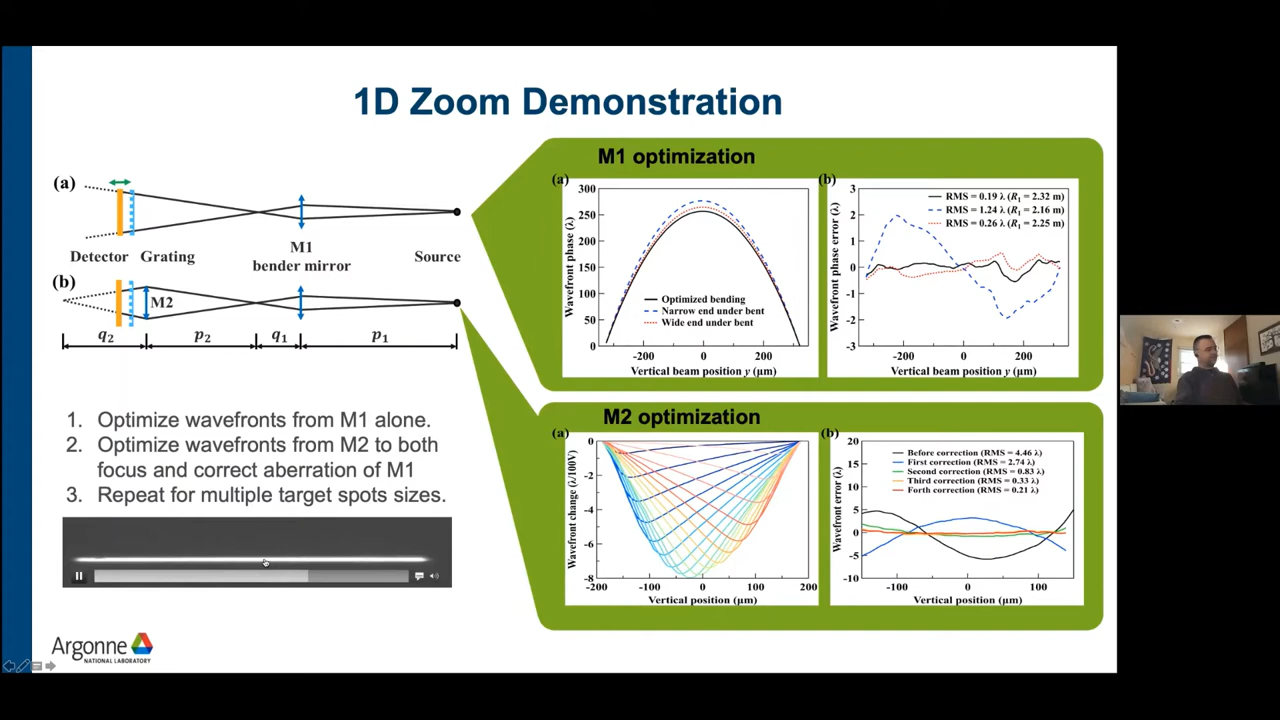 1D Zoom Demonstration
(a)
Detector Grating
M1
bender mirror
Source
(b)
M2
q₂
p₂
q₁
p₁
1. Optimize wavefronts from M1 alone.
2. Optimize wavefronts from M2 to both
focus and correct aberration of M1
3. Repeat for multiple target spots sizes.
Argonne
NATIONAL LABORATORY
M1 optimization
(a)
Wavefront phase (λ)
300
250
200
150
100
50
0
Optimized bending
Narrow end under bent
Wide end under bent
-200
0
200
Vertical beam position y (μm)
(b)
Wavefront phase error (λ)
3
2
1
0
-1
-2
-3
RMS = 0.19 λ (R₁ = 2.32 m)
RMS = 1.24 λ (R₁ = 2.16 m)
RMS = 0.26 λ (R₁ = 2.25 m)
-200
0
200
Vertical beam position y (μm)
M2 optimization
(a)
Wavefront change (λ/100V)
0
-2
-4
-6
-8
-200
-100
0
100
200
Vertical position (μm)
(b)
Wavefront error (λ)
20
15
10
5
0
-5
-10
Before correction (RMS = 4.46 λ)
First correction (RMS = 2.74 λ)
Second correction (RMS = 0.83 λ)
Third correction (RMS = 0.33 λ)
Forth correction (RMS = 0.21 λ)
-100
0
100
Vertical position (μm)